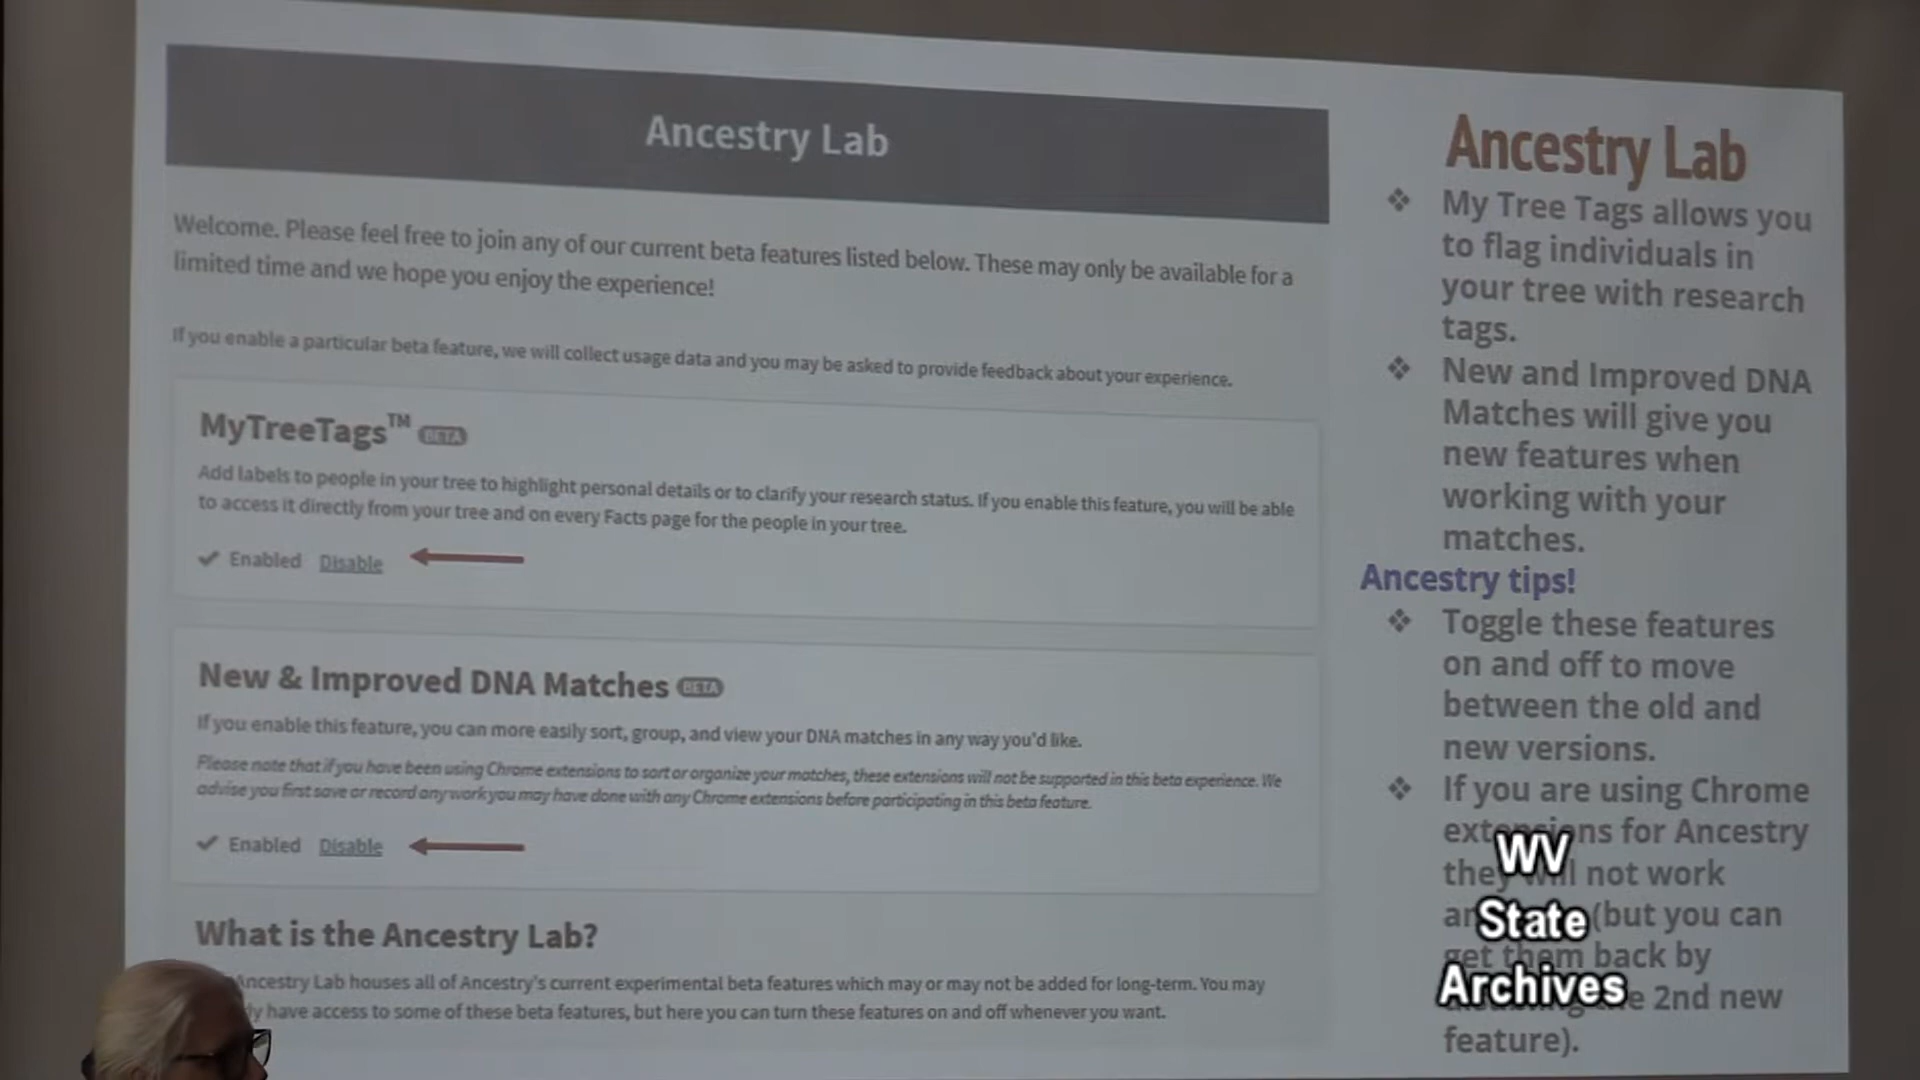 Ancestry Lab
Welcome. Please feel free to join any of our current beta features listed below. These may only be available for a
limited time and we hope you enjoy the experience!
If you enable a particular beta feature, we will collect usage data and you may be asked to provide feedback about your experience.
MyTreeTags™ BETA
Add labels to people in your tree to highlight personal details or to clarify your research status. If you enable this feature, you will be able
to access it directly from your tree and on every Facts page for the people in your tree.
✓ Enabled Disable
New & Improved DNA Matches BETA
If you enable this feature, you can more easily sort, group, and view your DNA matches in any way you'd like.
Please note that if you have been using Chrome extensions to sort or organize your matches, these extensions will not be supported in this beta experience. We
advise you first save or record any work you may have done with any Chrome extensions before participating in this beta feature.
✓ Enabled Disable
What is the Ancestry Lab?
Ancestry Lab houses all of Ancestry's current experimental beta features which may or may not be added for long-term. You may
have access to some of these beta features, but here you can turn these features on and off whenever you want.
Ancestry Lab
❖ My Tree Tags allows you
to flag individuals in
your tree with research
tags.
❖ New and Improved DNA
Matches will give you
new features when
working with your
matches.
Ancestry tips!
❖ Toggle these features
on and off to move
between the old and
new versions.
❖ If you are using Chrome
extensions for Ancestry
they will not work
(but you can
get them back by
2nd new
feature).
WV
State
Archives